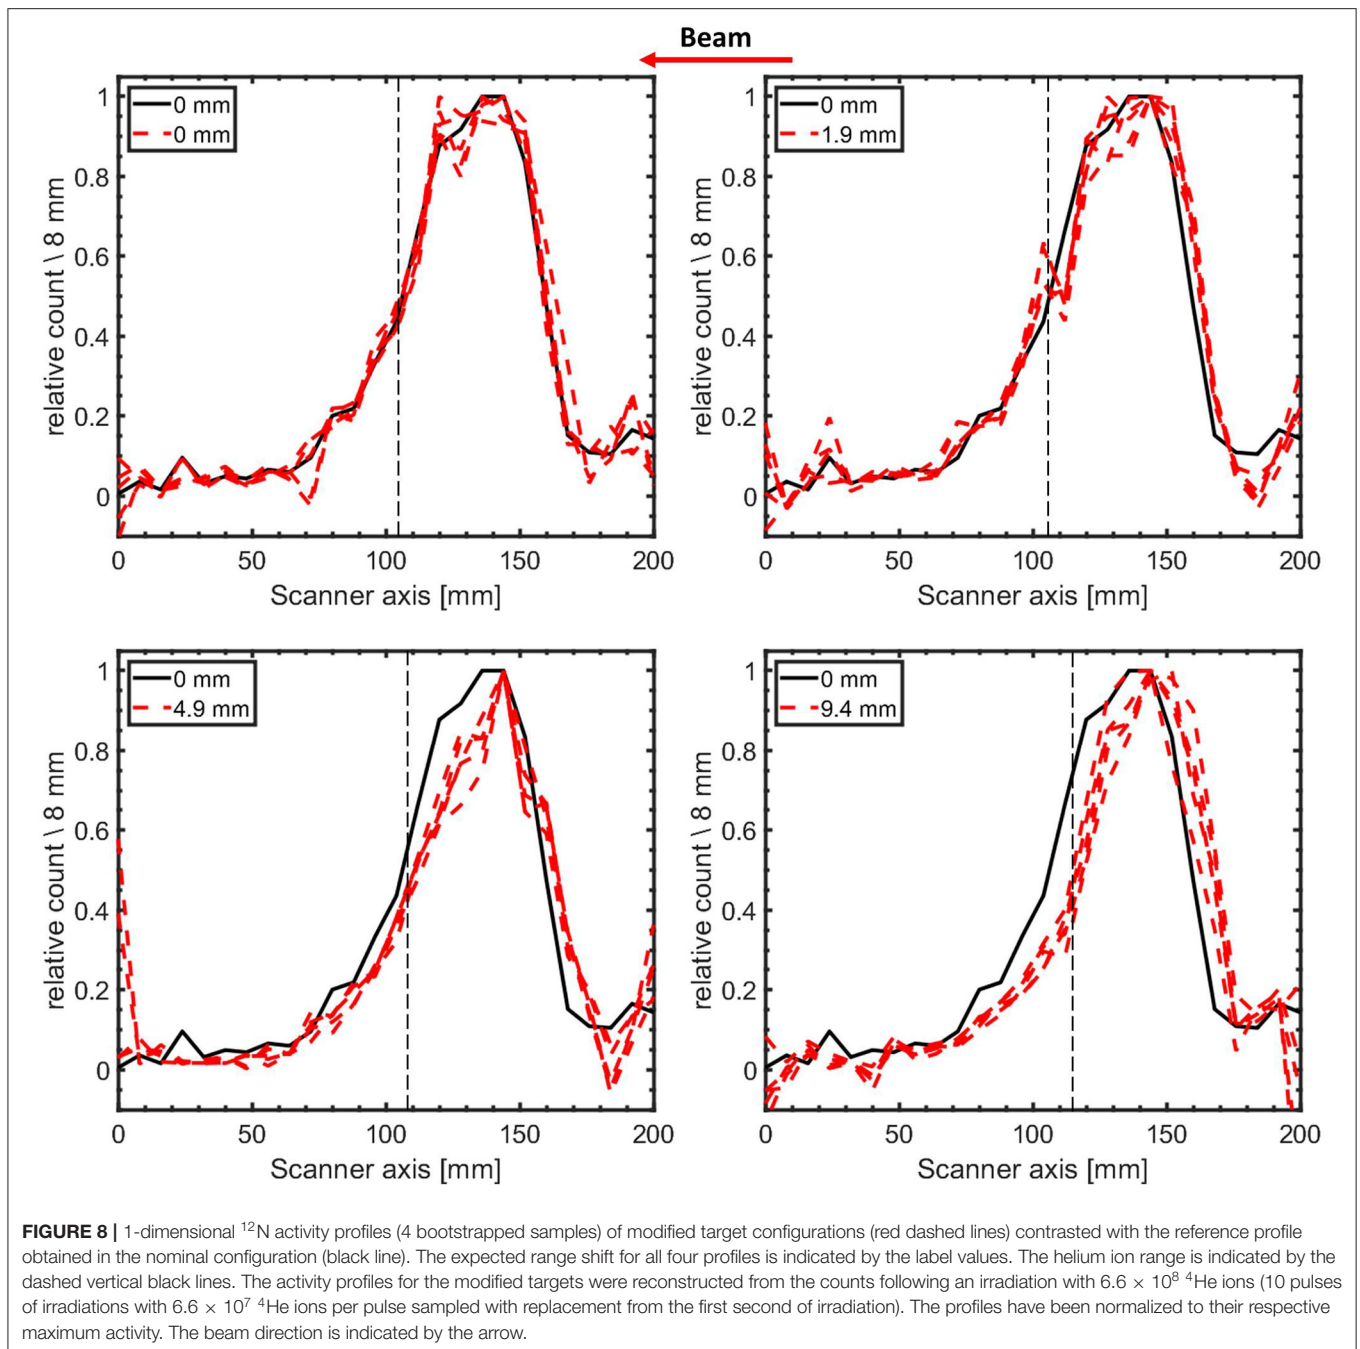 Beam
0 mm
0 mm
1
0.8
0.6
0.4
0.2
0
relative count \ 8 mm
0 50 100 150 200
Scanner axis [mm]
0 mm
1.9 mm
1
0.8
0.6
0.4
0.2
0
relative count \ 8 mm
0 50 100 150 200
Scanner axis [mm]
0 mm
4.9 mm
1
0.8
0.6
0.4
0.2
0
relative count \ 8 mm
0 50 100 150 200
Scanner axis [mm]
0 mm
9.4 mm
1
0.8
0.6
0.4
0.2
0
relative count \ 8 mm
0 50 100 150 200
Scanner axis [mm]
FIGURE 8 | 1-dimensional ¹²N activity profiles (4 bootstrapped samples) of modified target configurations (red dashed lines) contrasted with the reference profile
obtained in the nominal configuration (black line). The expected range shift for all four profiles is indicated by the label values. The helium ion range is indicated by the
dashed vertical black lines. The activity profiles for the modified targets were reconstructed from the counts following an irradiation with 6.6 × 10⁸ ⁴He ions (10 pulses
of irradiations with 6.6 × 10⁷ ⁴He ions per pulse sampled with replacement from the first second of irradiation). The profiles have been normalized to their respective
maximum activity. The beam direction is indicated by the arrow.